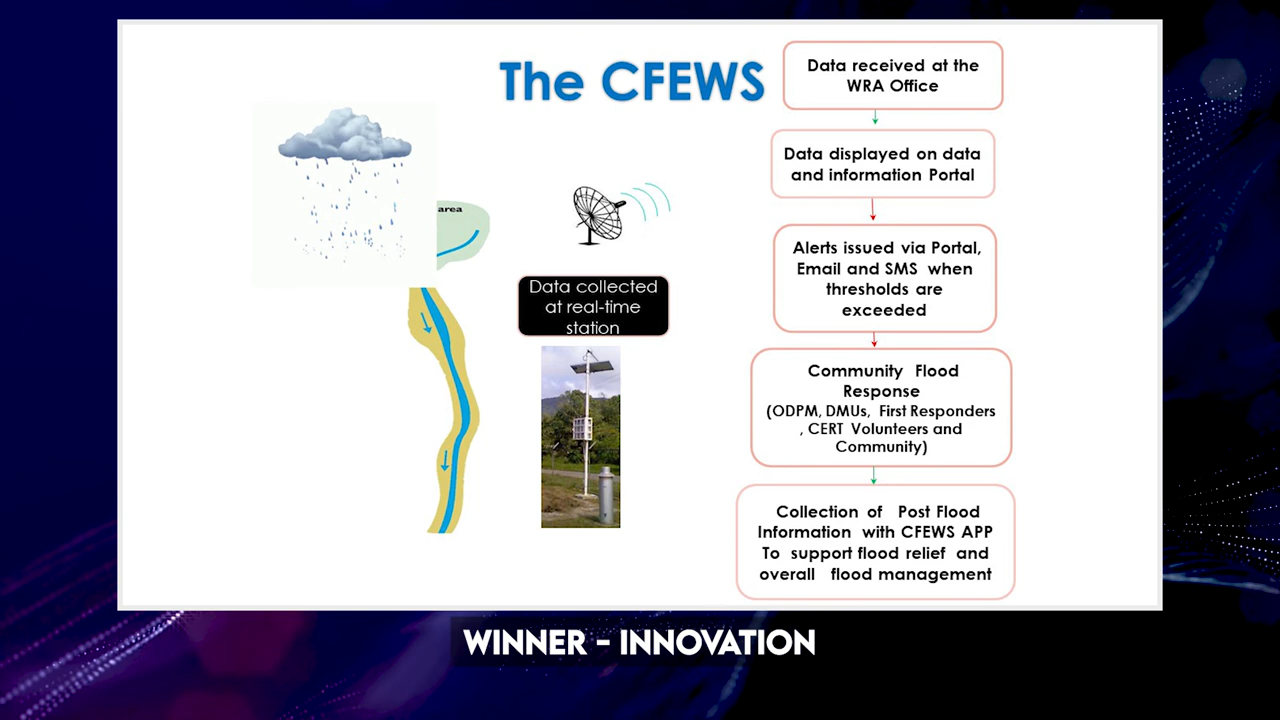 The CFEWS
area
Data collected
at real-time
station
Data received at the
WRA Office
Data displayed on data
and information Portal
Alerts issued via Portal,
Email and SMS when
thresholds are
exceeded
Community Flood
Response
(ODPM, DMUs, First Responders
, CERT Volunteers and
Community)
Collection of Post Flood
Information with CFEWS APP
To support flood relief and
overall flood management
WINNER – INNOVATION